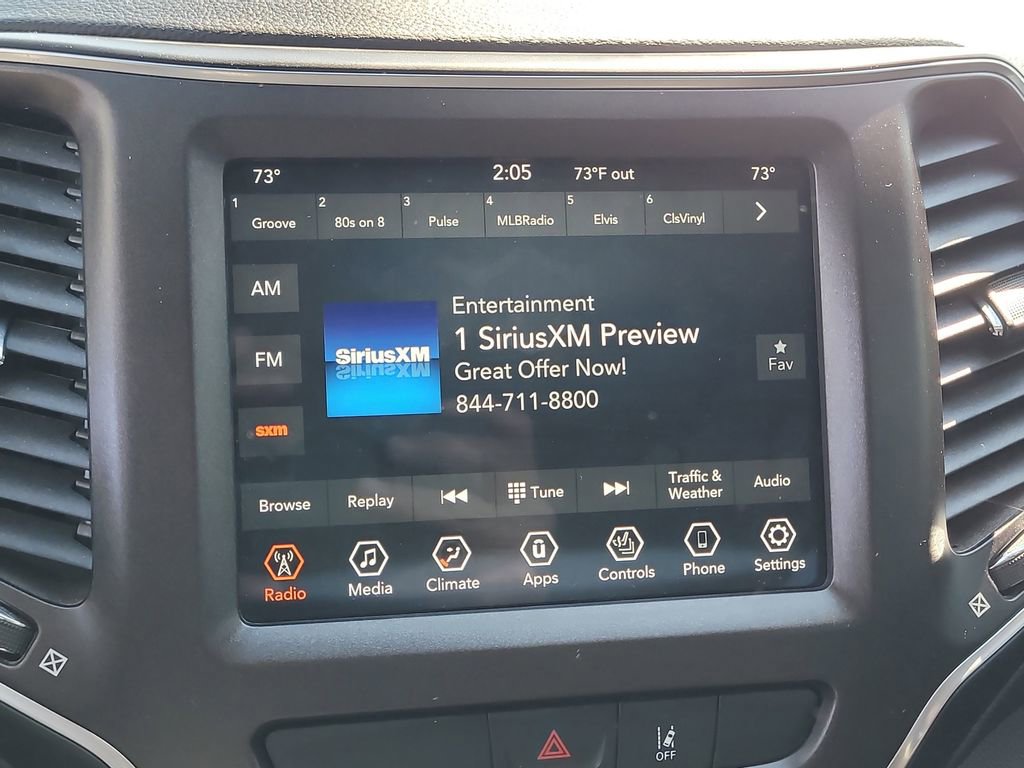 73° 2:05 73°F out 73°
1 Groove 2 80s on 8 3 Pulse 4 MLBRadio 5 Elvis 6 ClsVinyl
AM
FM
sxm
SiriusXM
Entertainment
1 SiriusXM Preview
Great Offer Now!
844-711-8800
Fav
Browse Replay Tune Traffic & Weather Audio
Radio Media Climate Apps Controls Phone Settings
OFF